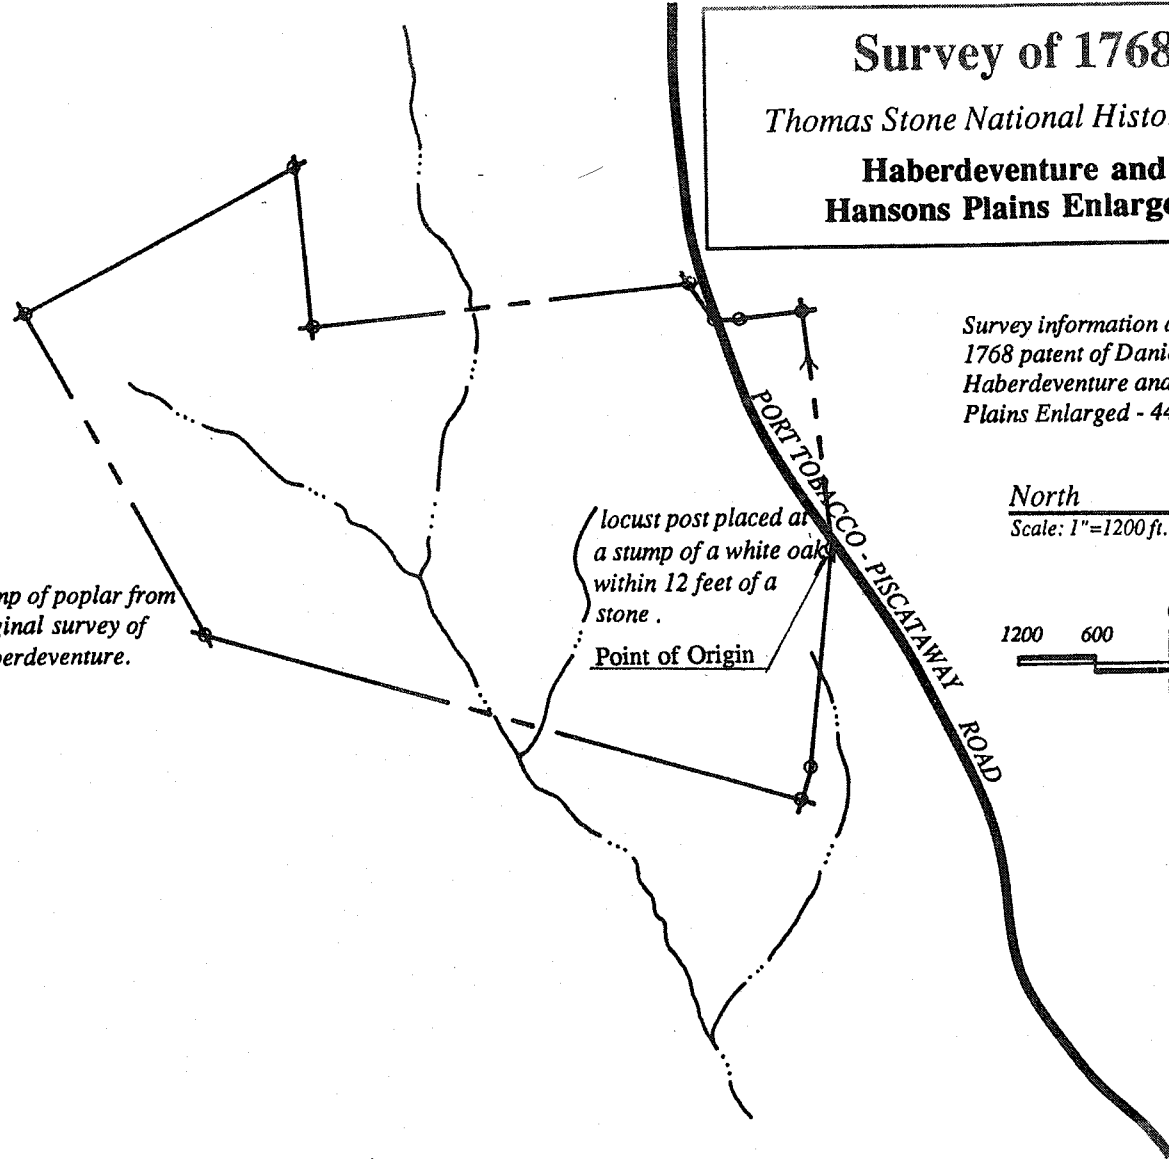 Survey of 1768
Thomas Stone National Histo
Haberdeventure and
Hansons Plains Enlarge
Survey information
1768 patent of Dani
Haberdeventure and
Plains Enlarged - 44
North
Scale: 1"=1200 ft.
1200 600
PORT TOBACCO - PISCATAWAY ROAD
locust post placed at
a stump of a white oak
within 12 feet of a
stone .
Point of Origin
mp of poplar from
ginal survey of
berdeventure.